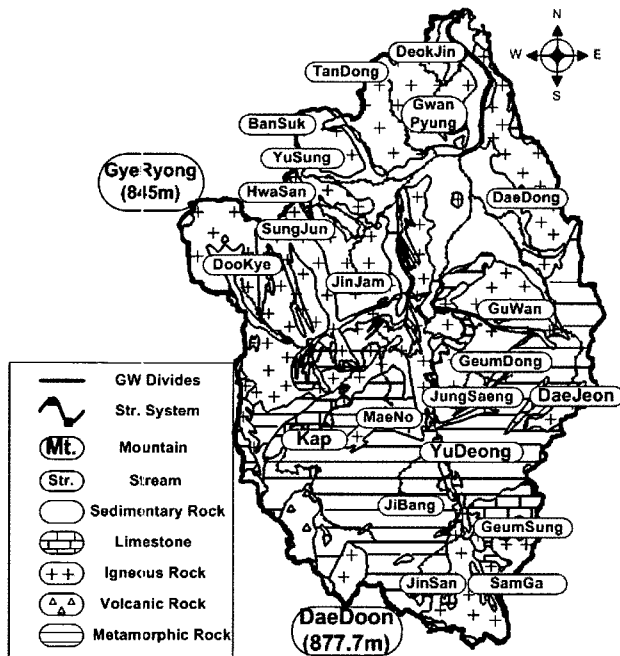 N
W E
S
DeokJin
TanDong
Gwan
Pyung
BanSuk
YuSung
GyeRyong
(845m)
HwaSan
DaeDong
SungJun
DooKye
JinJam
GuWan
GeumDong
JungSaeng
DaeJeon
MaeNo
Kap
YuDeong
JiBang
GeumSung
JinSan
SamGa
DaeDoon
(877.7m)
GW Divides
Str. System
Mt. Mountain
Str. Stream
Sedimentary Rock
Limestone
Igneous Rock
Volcanic Rock
Metamorphic Rock